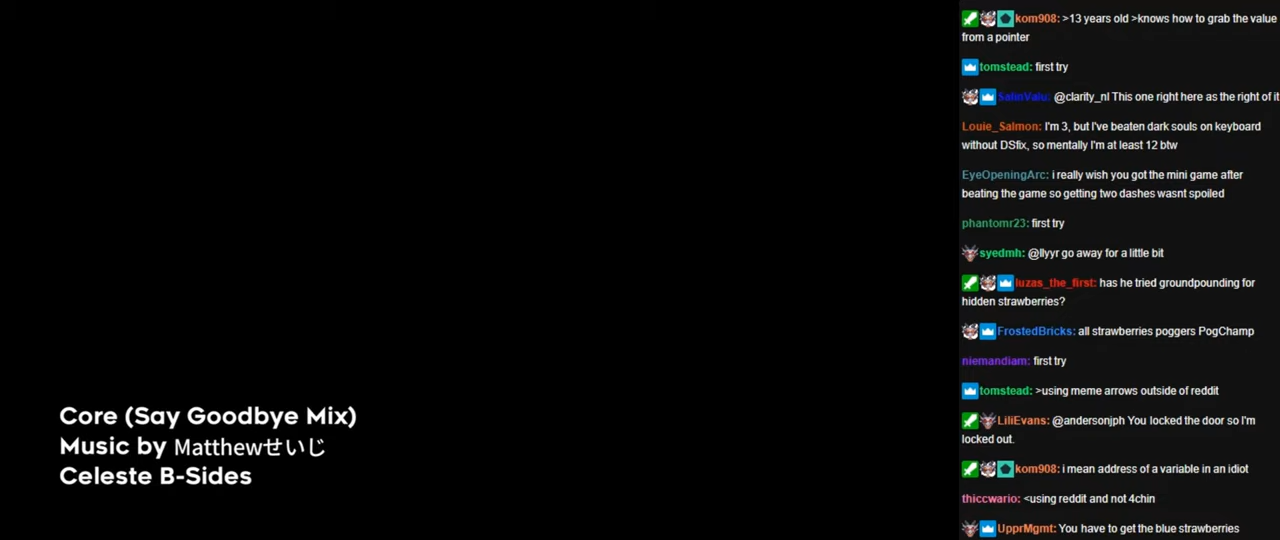 Core (Say Goodbye Mix)
Music by Matthewせいじ
Celeste B-Sides
kom908: >13 years old >knows how to grab the value
from a pointer
tomstead: first try
SahnValu: @clarity_nl This one right here as the right of it
Louie_Salmon: I'm 3, but I've beaten dark souls on keyboard
without DSfix, so mentally I'm at least 12 btw
EyeOpeningArc: i really wish you got the mini game after
beating the game so getting two dashes wasnt spoiled
phantomr23: first try
syedmh: @llyyr go away for a little bit
luzas_the_first: has he tried groundpounding for
hidden strawberries?
FrostedBricks: all strawberries poggers PogChamp
niemandiam: first try
tomstead: >using meme arrows outside of reddit
LiliEvans: @andersonjph You locked the door so I'm
locked out.
kom908: i mean address of a variable in an idiot
thiccwario: <using reddit and not 4chin
UpprMgmt: You have to get the blue strawberries